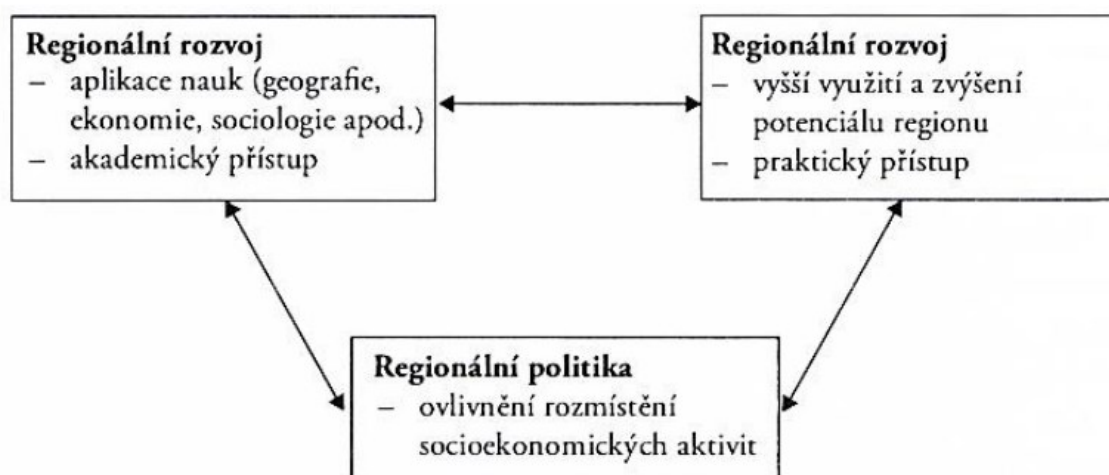 Regionální rozvoj
– aplikace nauk (geografie,
ekonomie, sociologie apod.)
– akademický přístup
Regionální rozvoj
– vyšší využití a zvýšení
potenciálu regionu
– praktický přístup
Regionální politika
– ovlivnění rozmístění
socioekonomických aktivit